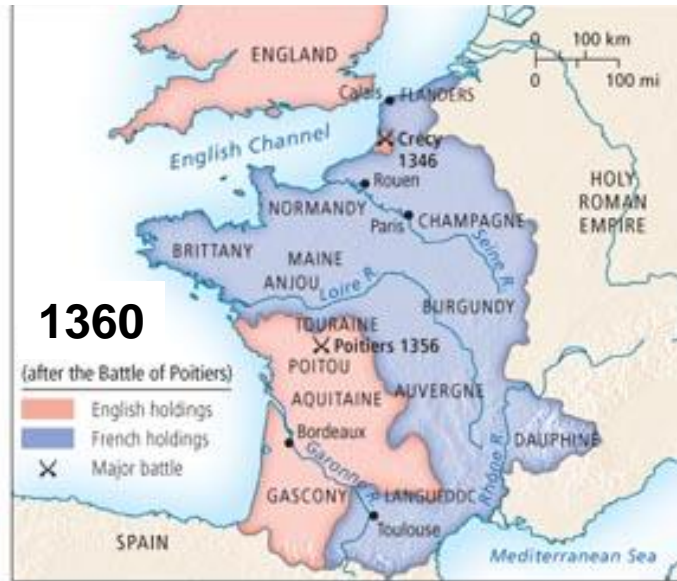 ENGLAND
0 100 km
0 100 mi
Calais
FLANDERS
English Channel
Crécy
1346
Rouen
HOLY
ROMAN
EMPIRE
NORMANDY
Paris
CHAMPAGNE
Seine R.
BRITTANY
MAINE
ANJOU
Loire R.
BURGUNDY
1360
TOURAINE
Poitiers 1356
POITOU
(after the Battle of Poitiers)
AUVERGNE
AQUITAINE
English holdings
French holdings
Major battle
Bordeaux
DAUPHINE
Garonne R.
Rhône R.
GASCONY
LANGUEDOC
Toulouse
SPAIN
Mediterranean Sea